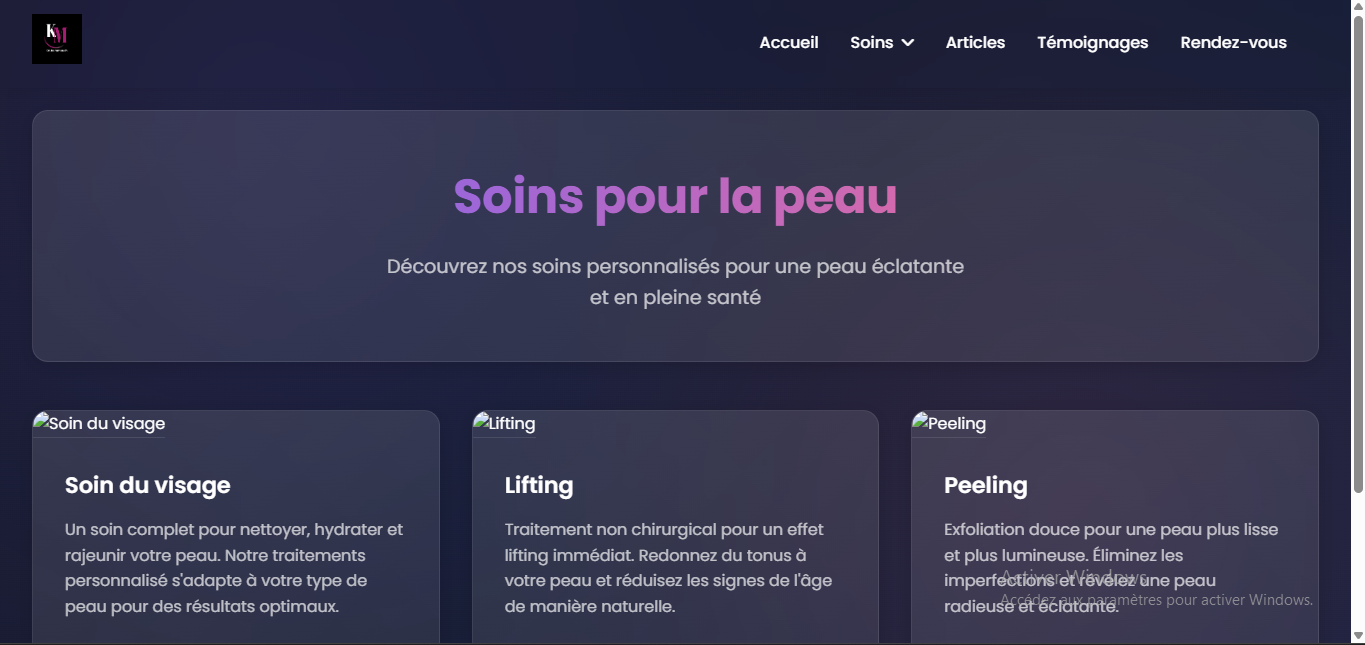 KM
Accueil Soins Articles Témoignages Rendez-vous
Soins pour la peau
Découvrez nos soins personnalisés pour une peau éclatante
et en pleine santé
Soin du visage
Lifting
Peeling
Soin du visage
Un soin complet pour nettoyer, hydrater et
rajeunir votre peau. Notre traitements
personnalisé s'adapte à votre type de
peau pour des résultats optimaux.
Lifting
Traitement non chirurgical pour un effet
lifting immédiat. Redonnez du tonus à
votre peau et réduisez les signes de l'âge
de manière naturelle.
Peeling
Exfoliation douce pour une peau plus lisse
et plus lumineuse. Éliminez les
imperfections et révélez une peau
radieuse et éclatante.
Activer Windows
Accédez aux paramètres pour activer Windows.